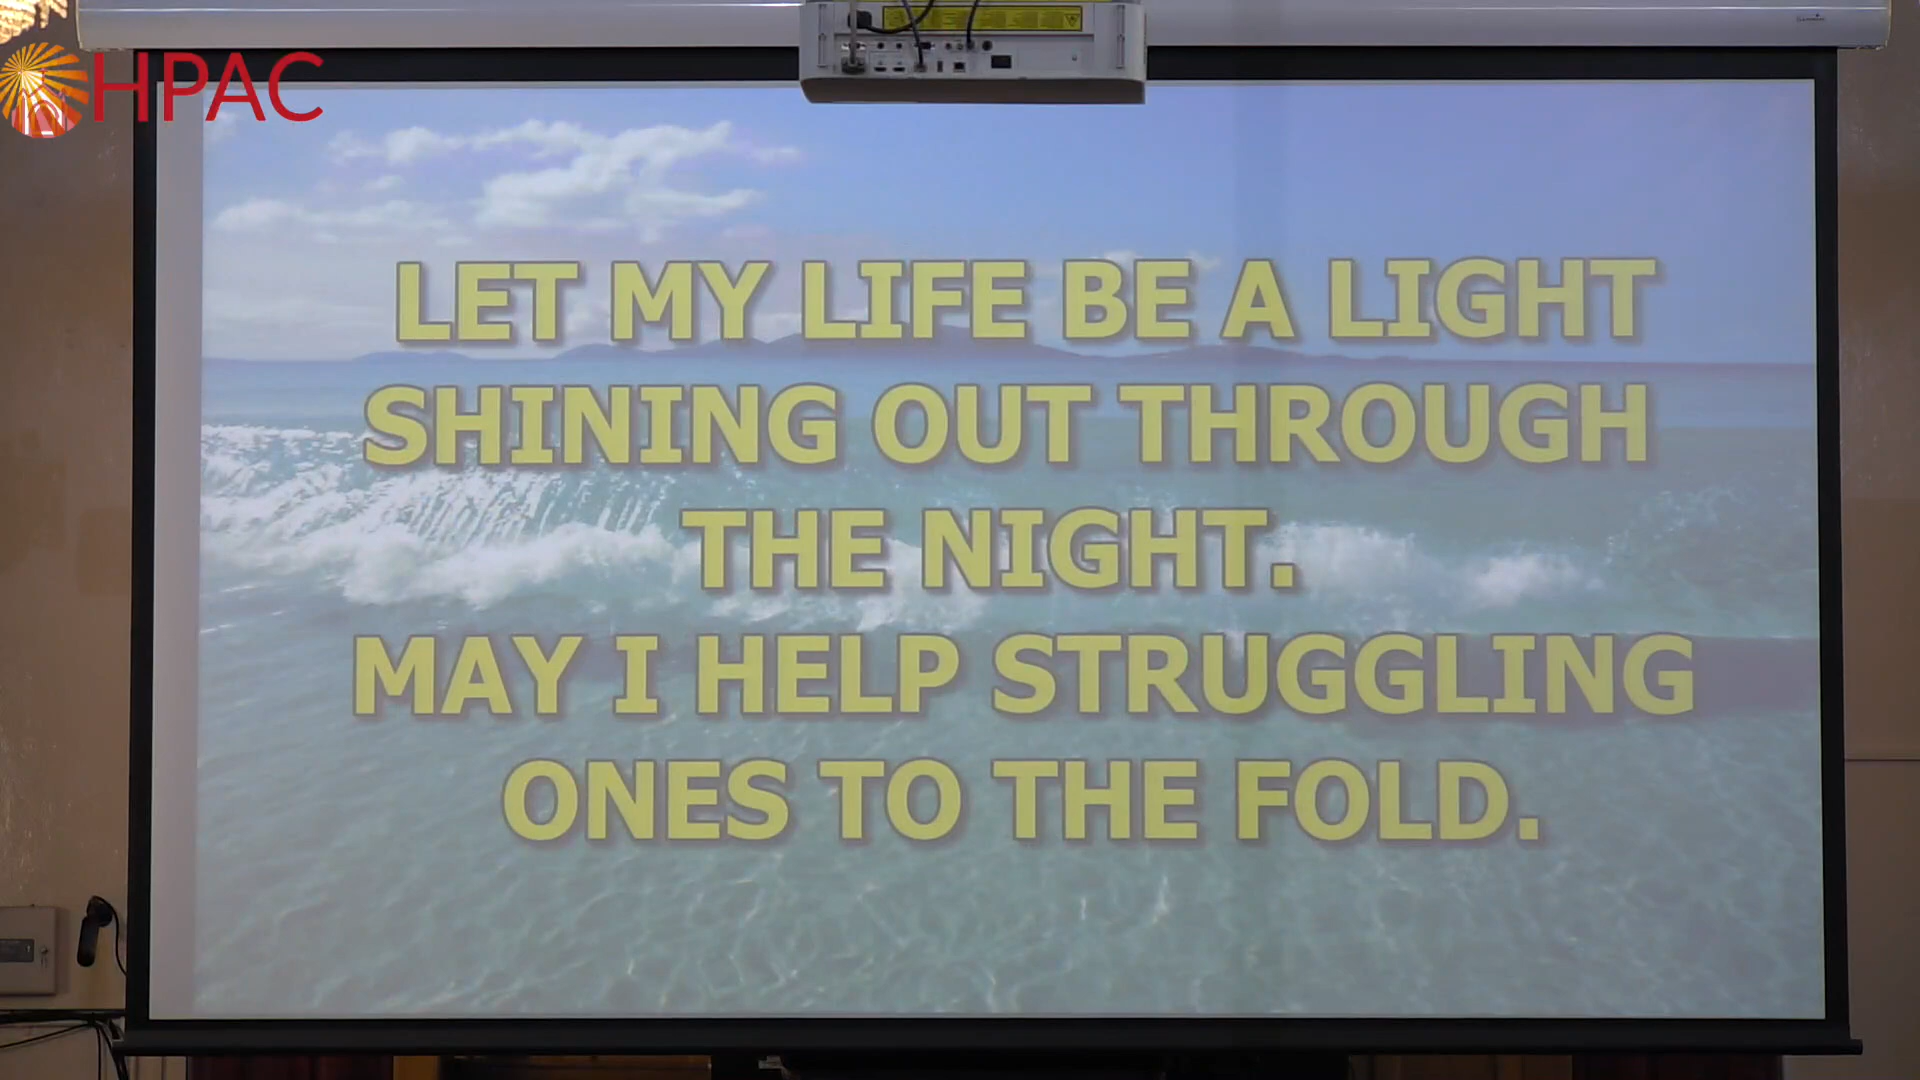 HPAC
LET MY LIFE BE A LIGHT
SHINING OUT THROUGH
THE NIGHT.
MAY I HELP STRUGGLING
ONES TO THE FOLD.